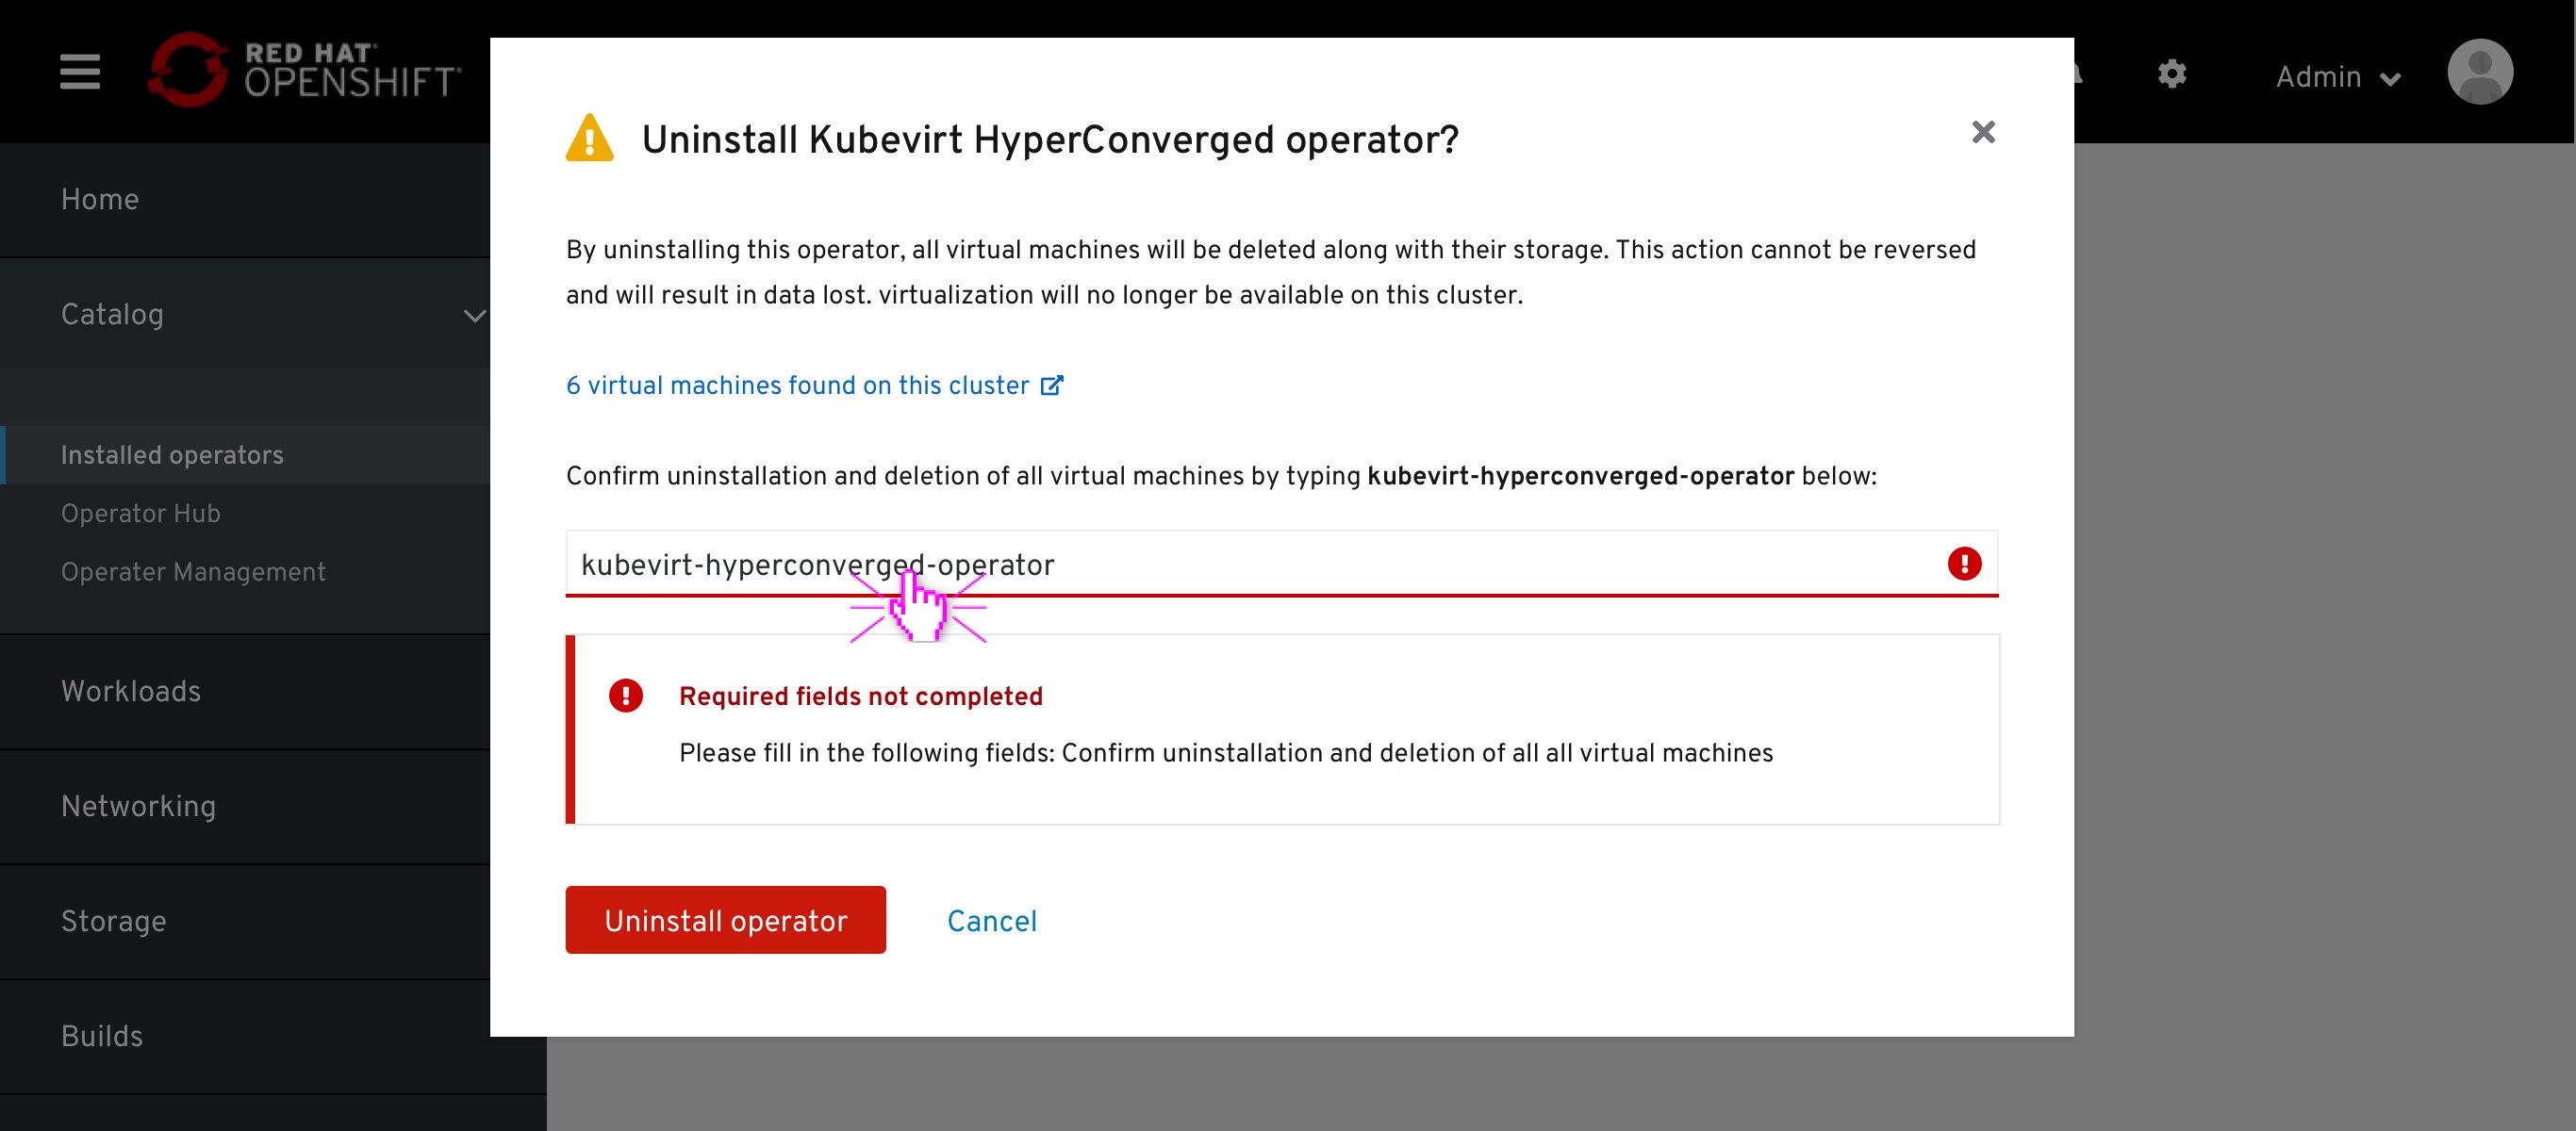 RED HAT
OPENSHIFT
Admin
Home
Catalog
Installed operators
Operator Hub
Operater Management
Workloads
Networking
Storage
Builds
Uninstall Kubevirt HyperConverged operator?
By uninstalling this operator, all virtual machines will be deleted along with their storage. This action cannot be reversed
and will result in data lost. virtualization will no longer be available on this cluster.
6 virtual machines found on this cluster
Confirm uninstallation and deletion of all virtual machines by typing kubevirt-hyperconverged-operator below:
kubevirt-hyperconverged-operator
Required fields not completed
Please fill in the following fields: Confirm uninstallation and deletion of all all virtual machines
Uninstall operator
Cancel